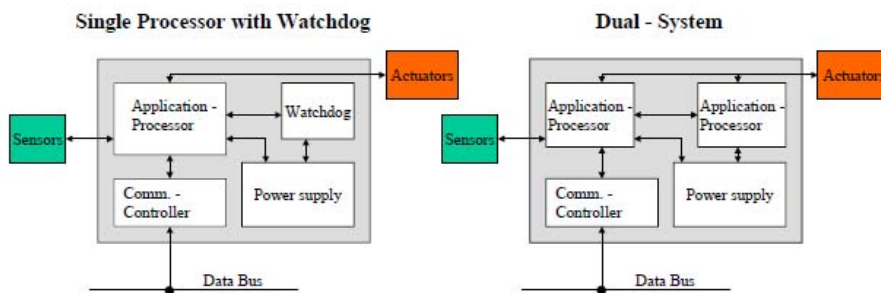 Single Processor with Watchdog
Actuators
Application -
Processor
Watchdog
Sensors
Comm. -
Controller
Power supply
Data Bus
Dual - System
Actuators
Application -
Processor
Application -
Processor
Sensors
Comm. -
Controller
Power supply
Data Bus